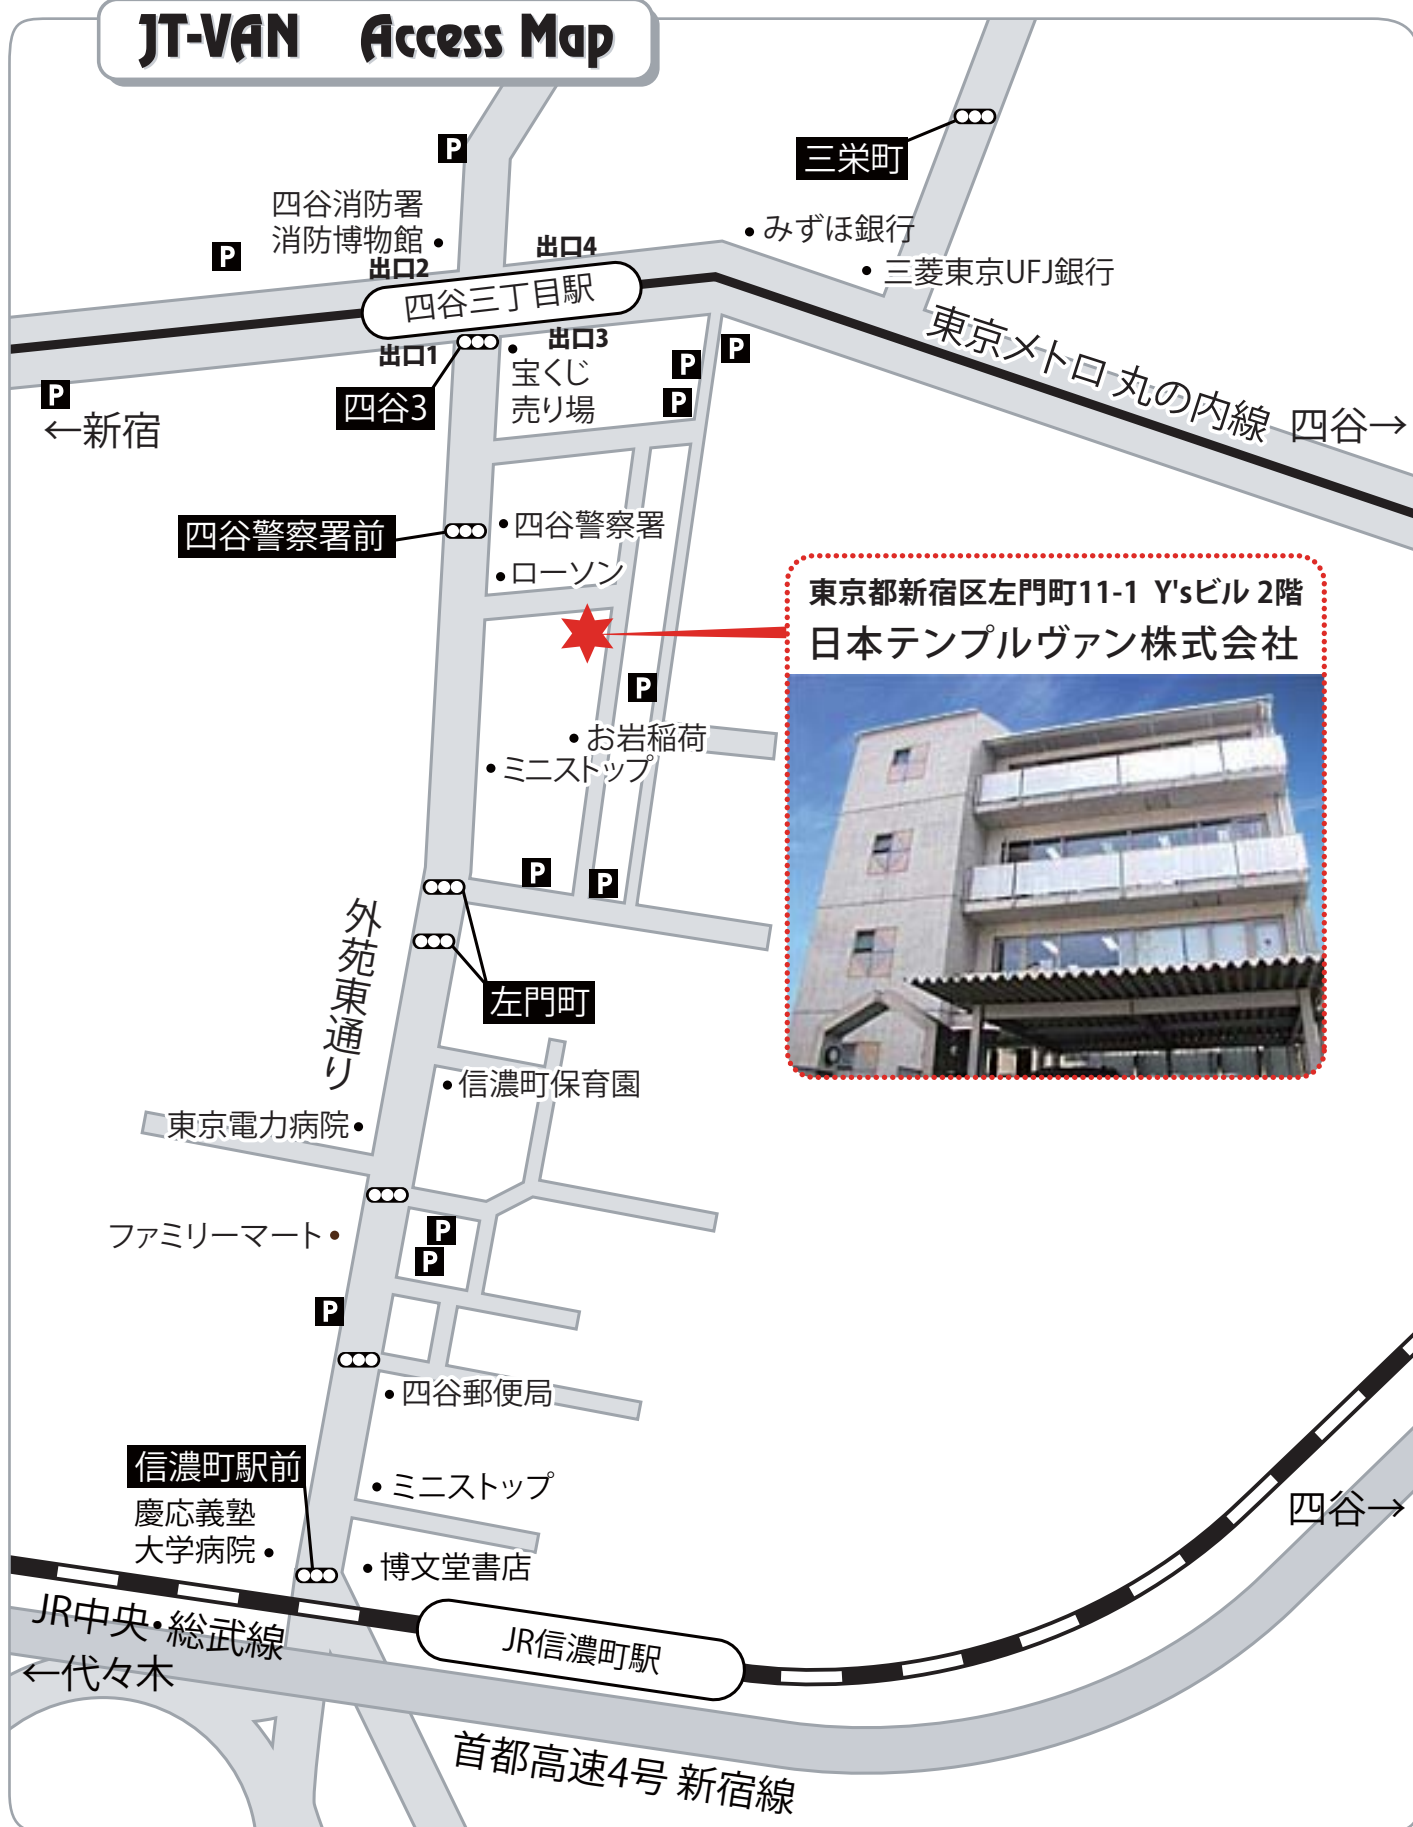 JT-VAN Access Map
P
三栄町
四谷消防署
消防博物館
みずほ銀行
P
出口2
出口4
三菱東京UFJ銀行
四谷三丁目駅
出口1
出口3
P
P
宝くじ
売り場
東京メトロ 丸の内線
P
四谷3
P
←新宿
四谷→
四谷警察署前
四谷警察署
ローソン
東京都新宿区左門町11-1 Y'sビル 2階
日本テンプルヴァン株式会社
P
お岩稲荷
ミニストップ
P
P
外苑東通り
左門町
信濃町保育園
東京電力病院
ファミリーマート
P
P
P
四谷郵便局
信濃町駅前
ミニストップ
慶応義塾
大学病院
博文堂書店
四谷→
JR中央・総武線
JR信濃町駅
←代々木
首都高速4号 新宿線